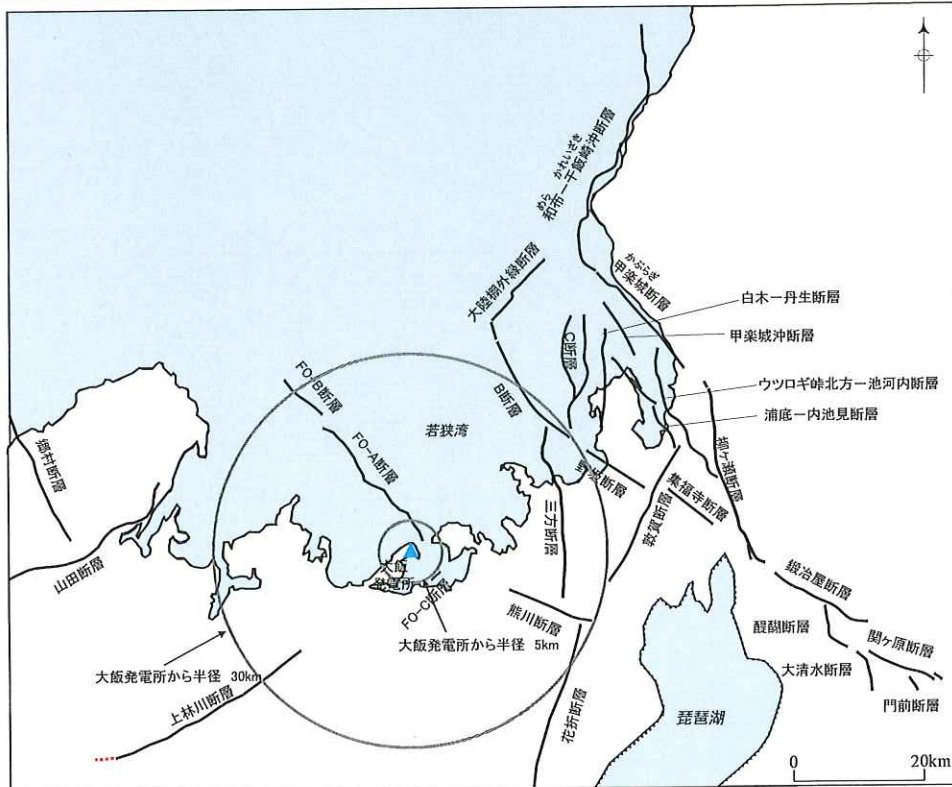 めら かれいざき
和布ー干飯崎沖断層
かぶらぎ
甲楽城断層
大陸棚外縁断層
白木ー丹生断層
甲楽城沖断層
C断層
FO-B断層
B断層
ウツロギ峠北方ー池河内断層
浦底ー内池見断層
若狭湾
FO-A断層
郷村断層
野坂断層
柳ヶ瀬断層
集福寺断層
三方断層
敦賀断層
山田断層
大飯
発電所
FO-C断層
鍛冶屋断層
熊川断層
醍醐断層
関ヶ原断層
大飯発電所から半径 5km
大飯発電所から半径 30km
大清水断層
上林川断層
門前断層
花折断層
琵琶湖
0 20km